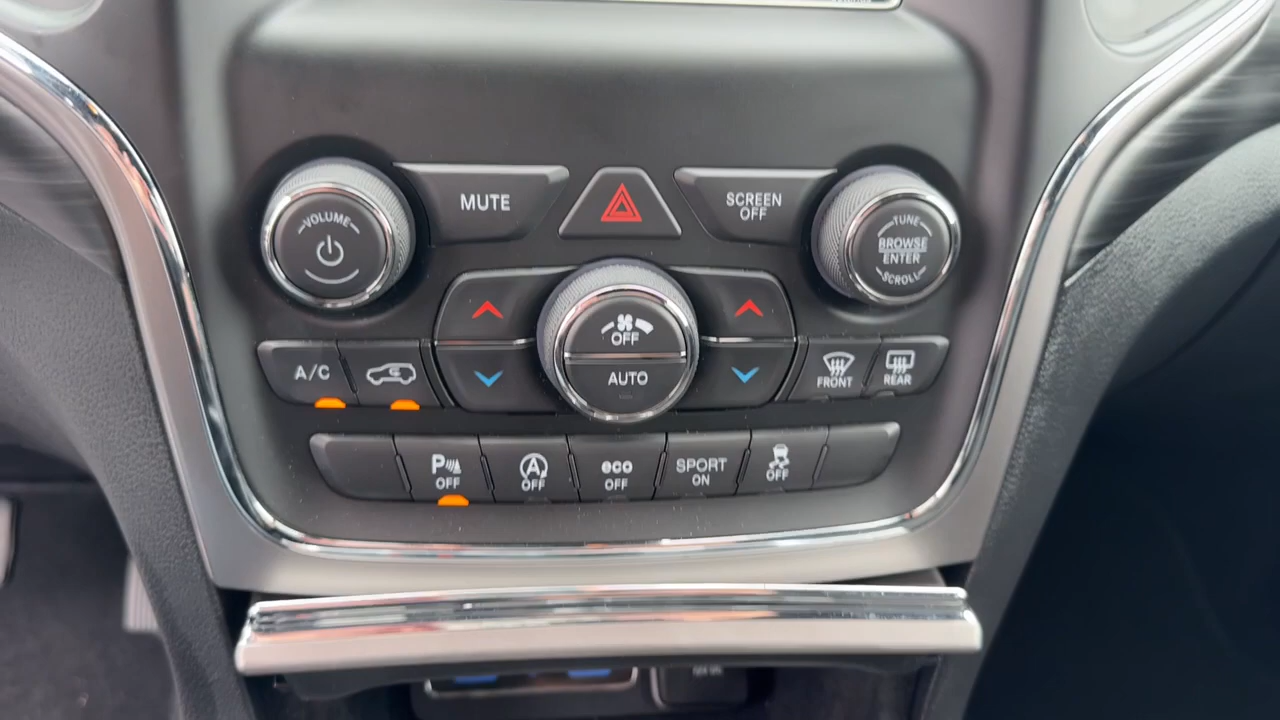 MUTE
SCREEN
OFF
VOLUME
TUNE
BROWSE
ENTER
SCROLL
OFF
AUTO
A/C
FRONT
REAR
P
OFF
A
OFF
eco
OFF
SPORT
ON
OFF